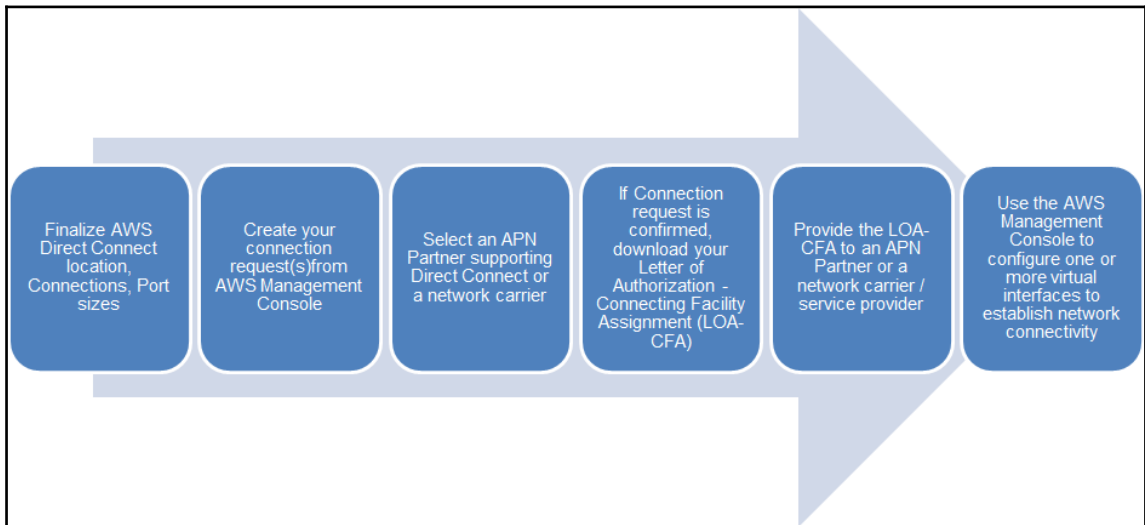 Finalize AWS
Direct Connect
location,
Connections, Port
sizes
Create your
connection
request(s)from
AWS Management
Console
Select an APN
Partner supporting
Direct Connect or
a network carrier
If Connection
request is
confirmed,
download your
Letter of
Authorization -
Connecting Facility
Assignment (LOA-
CFA)
Provide the LOA-
CFA to an APN
Partner or a
network carrier /
service provider
Use the AWS
Management
Console to
configure one or
more virtual
interfaces to
establish network
connectivity